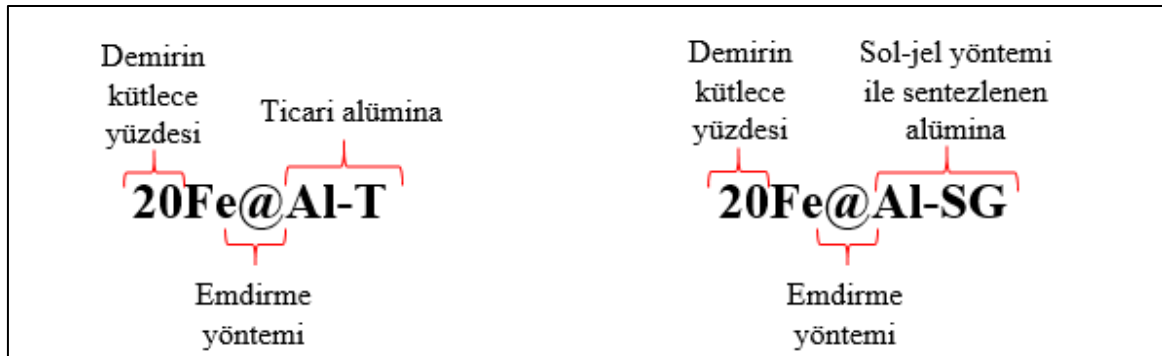 Demirin
kütlece
yüzdesi
Ticari alümina
20Fe@Al-T
Emdirme
yöntemi
Demirin
kütlece
yüzdesi
Sol-jel yöntemi
ile sentezlenen
alümina
20Fe@Al-SG
Emdirme
yöntemi